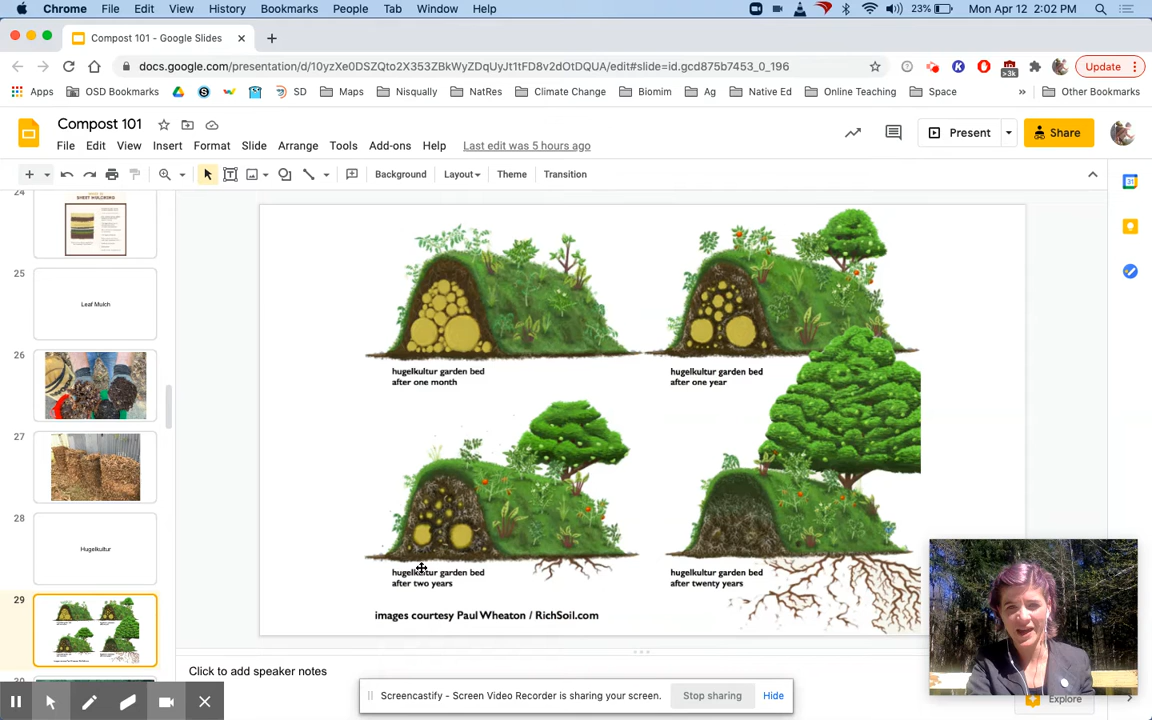 Chrome File Edit View History Bookmarks People Tab Window Help 23% Mon Apr 12 2:02 PM
Compost 101 - Google Slides
docs.google.com/presentation/d/10yzXe0DSZQto2X353ZBkWyZDqUyJt1tFD8v2dOtDQUA/edit#slide=id.gcd875b7453_0_196 >3k Update
Apps OSD Bookmarks SD Maps Nisqually NatRes Climate Change Biomim Ag Native Ed Online Teaching Space » Other Bookmarks
Compost 101
File Edit View Insert Format Slide Arrange Tools Add-ons Help Last edit was 5 hours ago
Present Share
Background Layout Theme Transition
24
SHEET MULCHING
25
Leaf Mulch
26
27
28
Hugelkultur
29
30
hugelkultur garden bed
after one month
hugelkultur garden bed
after one year
hugelkultur garden bed
after two years
hugelkultur garden bed
after twenty years
images courtesy Paul Wheaton / RichSoil.com
Click to add speaker notes
Screencastify - Screen Video Recorder is sharing your screen. Stop sharing Hide
Explore
31